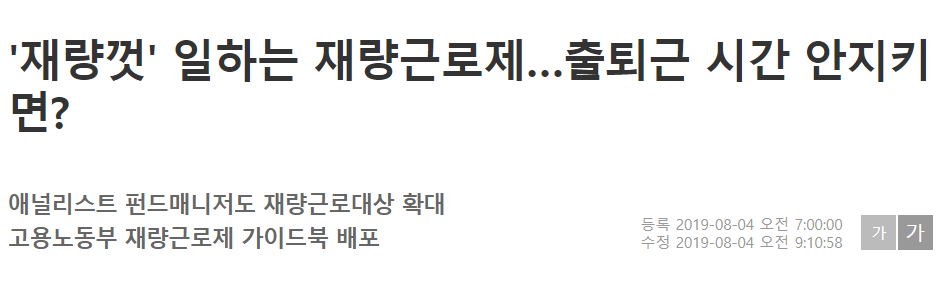 '재량껏' 일하는 재량근로제...출퇴근 시간 안지키
면?
애널리스트 펀드매니저도 재량근로대상 확대
고용노동부 재량근로제 가이드북 배포
등록 2019-08-04 오전 7:00:00
수정 2019-08-04 오전 9:10:58
가 가